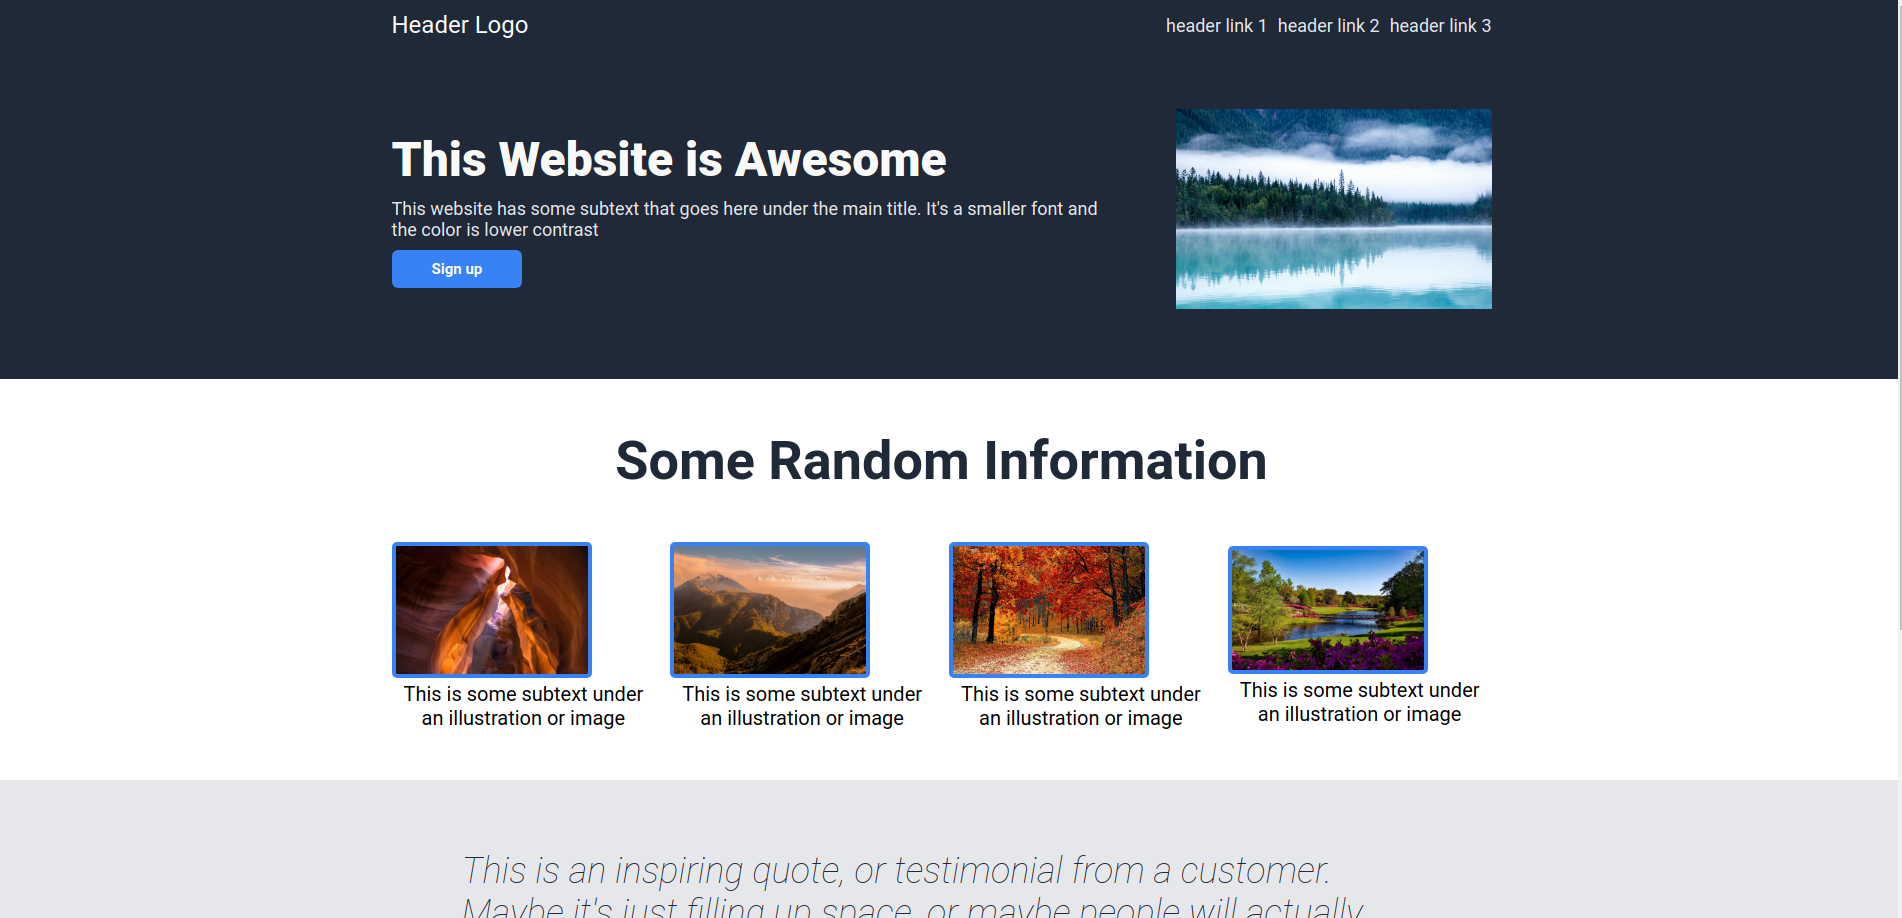 Header Logo
header link 1 header link 2 header link 3
This Website is Awesome
This website has some subtext that goes here under the main title. It's a smaller font and
the color is lower contrast
Sign up
Some Random Information
This is some subtext under
an illustration or image
This is some subtext under
an illustration or image
This is some subtext under
an illustration or image
This is some subtext under
an illustration or image
This is an inspiring quote, or testimonial from a customer.
Maybe it's just filling up space, or maybe people will actually